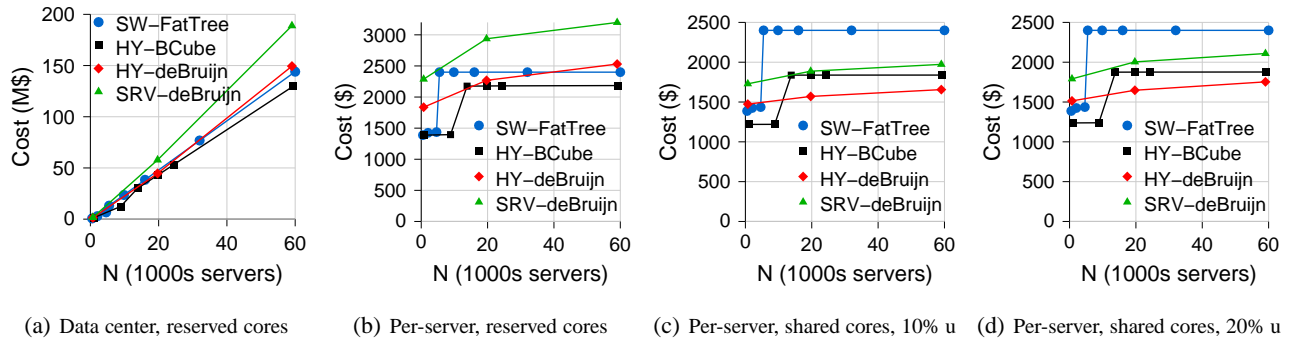 SW−FatTree
HY−BCube
HY−deBruijn
SRV−deBruijn
200
150
100
50
0
0 20 40 60
Cost (M$)
N (1000s servers)
(a) Data center, reserved cores
3000
2500
2000
1500
1000
500
0
0 20 40 60
Cost ($)
N (1000s servers)
SW−FatTree
HY−BCube
HY−deBruijn
SRV−deBruijn
(b) Per-server, reserved cores
2500
2000
1500
1000
500
0
0 20 40 60
Cost ($)
N (1000s servers)
SW−FatTree
HY−BCube
HY−deBruijn
SRV−deBruijn
(c) Per-server, shared cores, 10% u
2500
2000
1500
1000
500
0
0 20 40 60
Cost ($)
N (1000s servers)
SW−FatTree
HY−BCube
HY−deBruijn
SRV−deBruijn
(d) Per-server, shared cores, 20% u